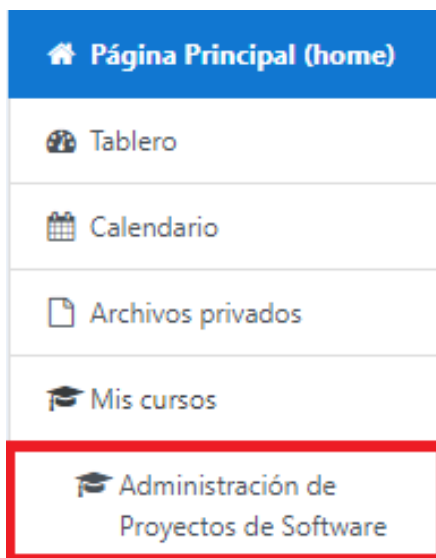 Página Principal (home)
Tablero
Calendario
Archivos privados
Mis cursos
Administración de
Proyectos de Software